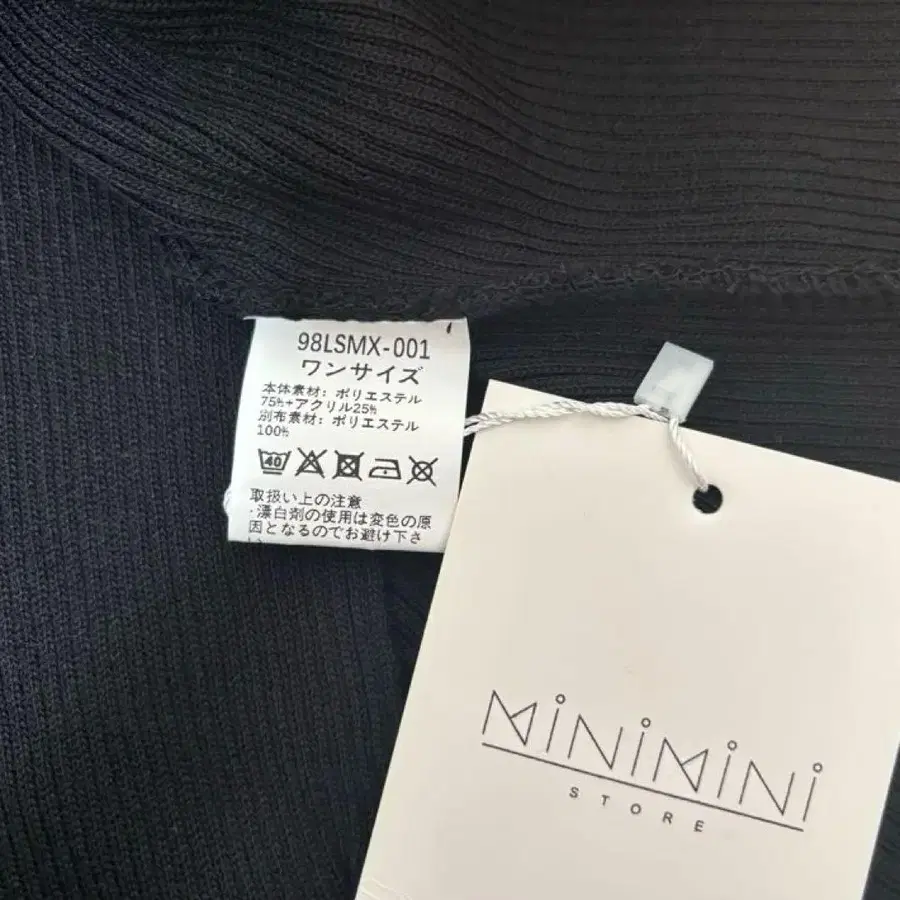 98LSMX-001
ワンサイズ
本体素材: ポリエステル
75%+アクリル25%
別布素材: ポリエステル
100%
40
取扱い上の注意
・漂白剤の使用は変色の原
因となるのでお避け下さ
MiNiMiNi
STORE